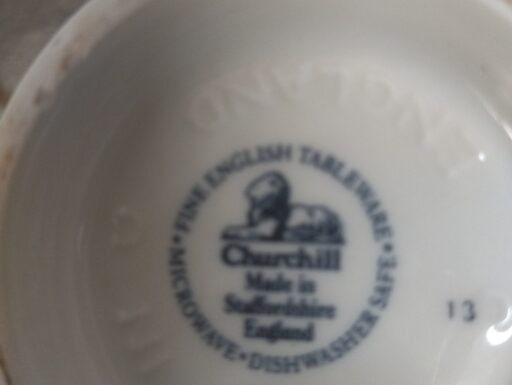 ENGLAND
• FINE ENGLISH TABLEWARE •
Churchill
Made in
Staffordshire
England
MICROWAVE • DISHWASHER SAFE
13